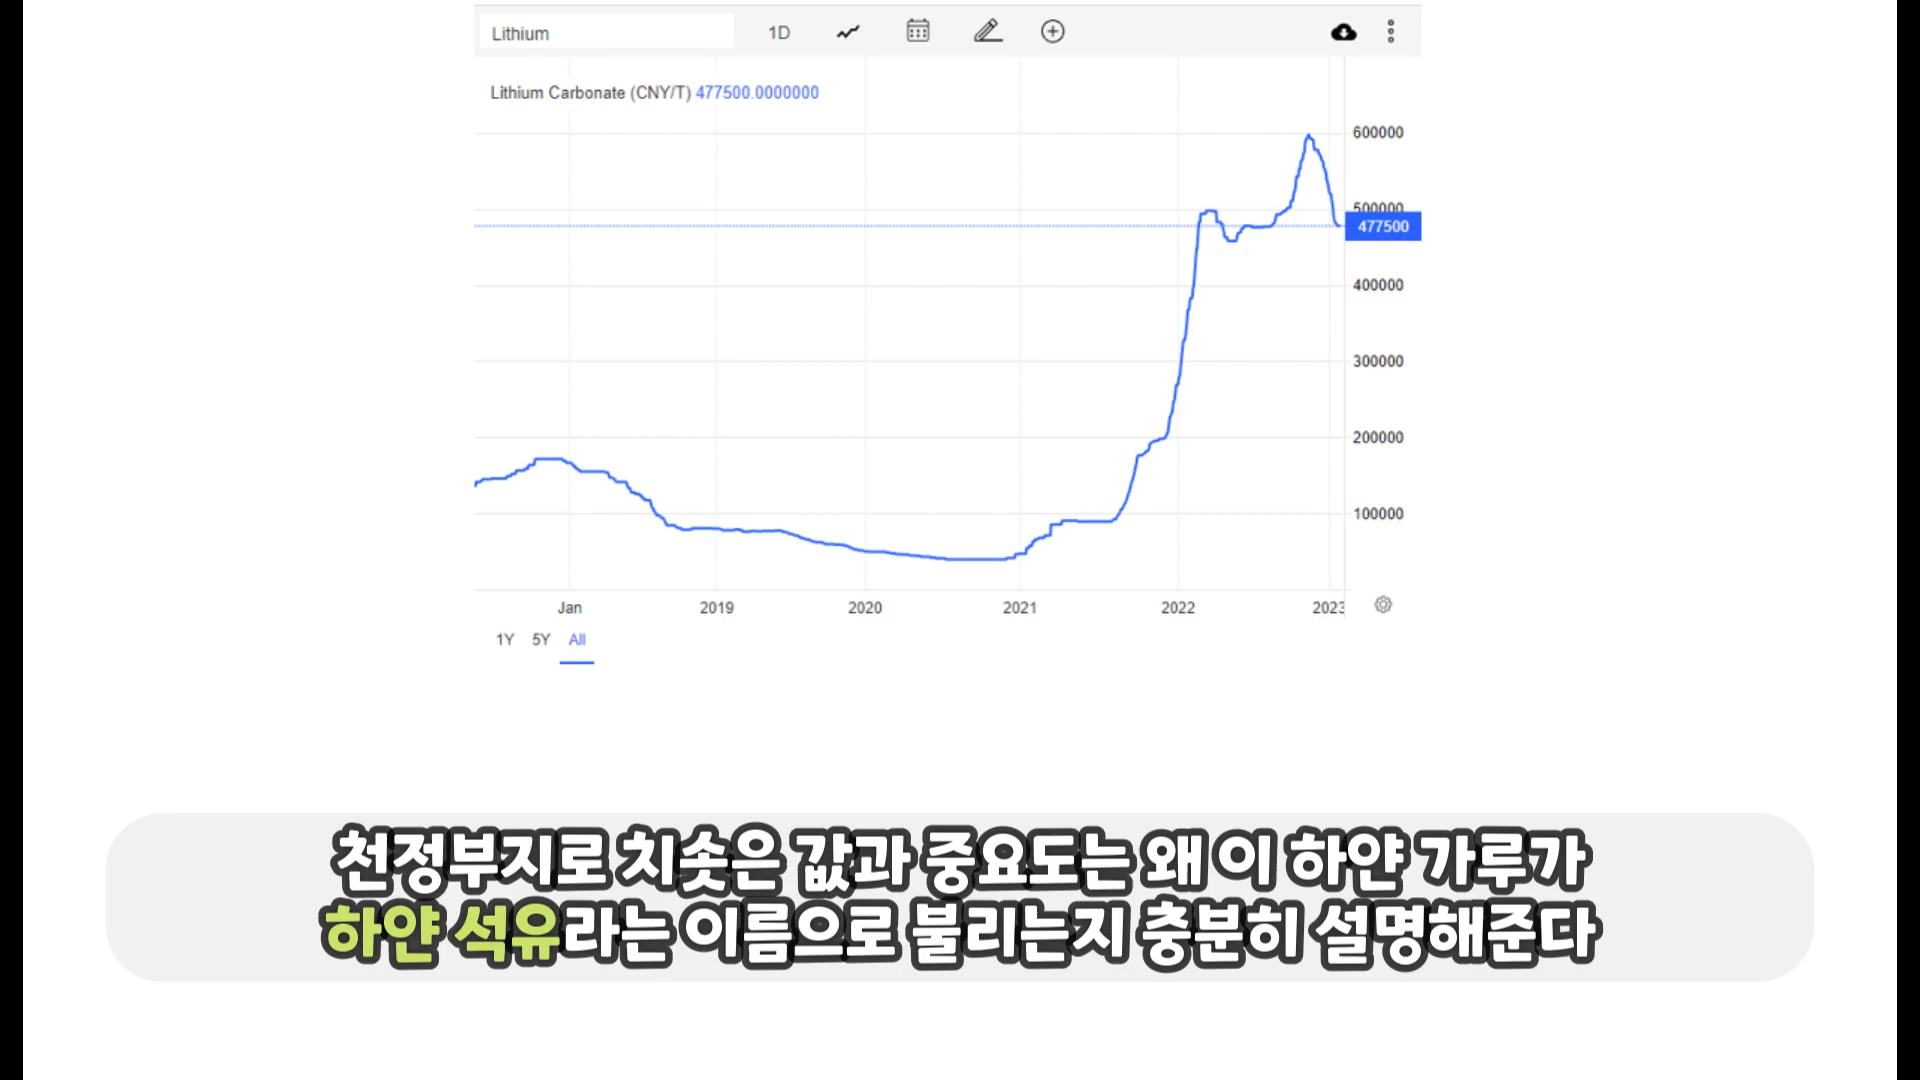 Lithium
1D
Lithium Carbonate (CNY/T) 477500.0000000
600000
500000
477500
400000
300000
200000
100000
Jan 2019 2020 2021 2022 2023
1Y 5Y All
천정부지로 치솟은 값과 중요도는 왜 이 하얀 가루가
하얀 석유라는 이름으로 불리는지 충분히 설명해준다